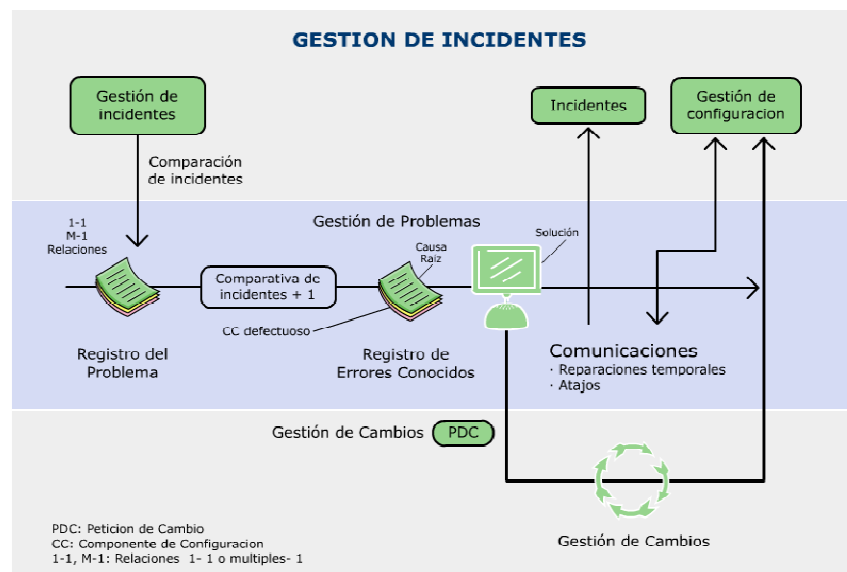 GESTION DE INCIDENTES
Gestión de
incidentes
Incidentes
Gestión de
configuracion
Comparación
de incidentes
1-1
M-1
Relaciones
Gestión de Problemas
Causa
Raiz
Solución
Comparativa de
incidentes + 1
CC defectuoso
Registro del
Problema
Registro de
Errores Conocidos
Comunicaciones
· Reparaciones temporales
· Atajos
Gestión de Cambios
PDC
Gestión de Cambios
PDC: Peticion de Cambio
CC: Componente de Configuracion
1-1, M-1: Relaciones 1- 1 o multiples- 1